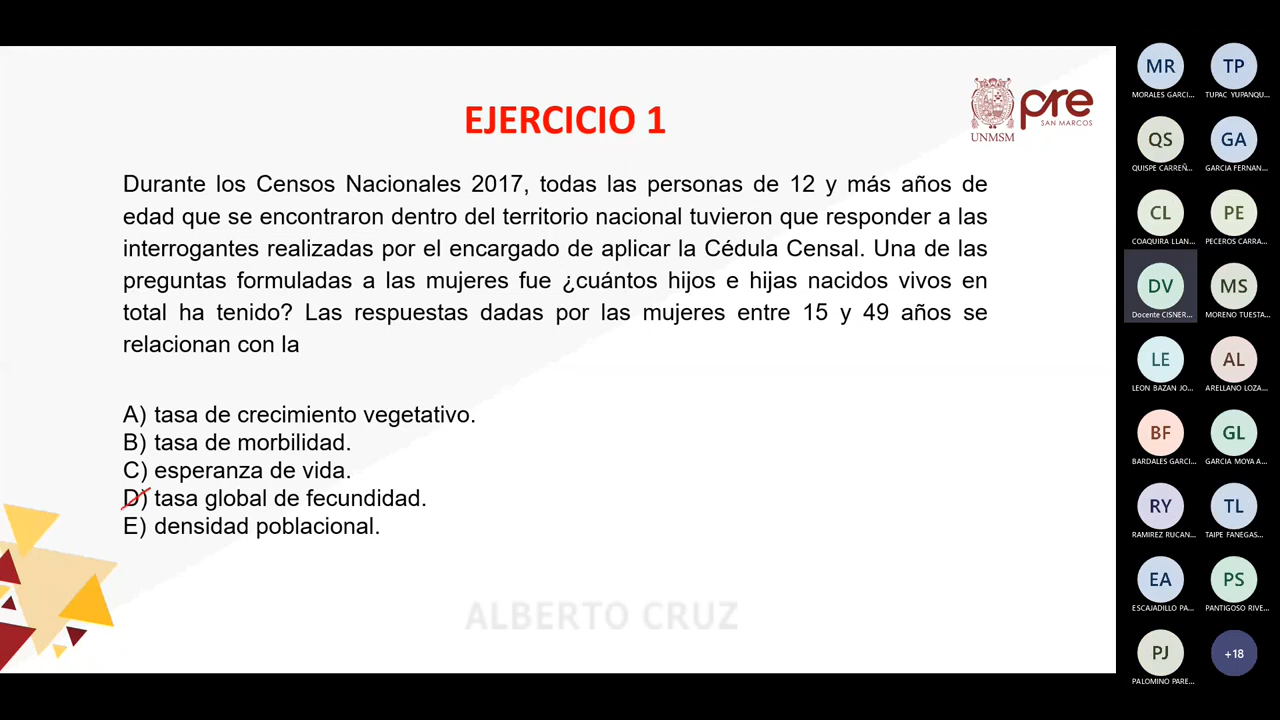 EJERCICIO 1
UNMSM
pre
SAN MARCOS
Durante los Censos Nacionales 2017, todas las personas de 12 y más años de
edad que se encontraron dentro del territorio nacional tuvieron que responder a las
interrogantes realizadas por el encargado de aplicar la Cédula Censal. Una de las
preguntas formuladas a las mujeres fue ¿cuántos hijos e hijas nacidos vivos en
total ha tenido? Las respuestas dadas por las mujeres entre 15 y 49 años se
relacionan con la
A) tasa de crecimiento vegetativo.
B) tasa de morbilidad.
C) esperanza de vida.
D) tasa global de fecundidad.
E) densidad poblacional.
ALBERTO CRUZ
MR TP
MORALES GARCI... TUPAC YUPANQU...
QS GA
QUISPE CARREÑ... GARCIA FERNAN...
CL PE
COAQUIRA LLAN... PECEROS CARRA...
DV MS
Docente CISNER... MORENO TUESTA...
LE AL
LEON BAZAN JO... ARELLANO LOZA...
BF GL
BARDALES GARCI... GARCIA MOYA A...
RY TL
RAMIREZ RUCAN... TAIPE FANEGAS...
EA PS
ESCAJADILLO PA... PANTIGOSO RIVE...
PJ +18
PALOMINO PARE...